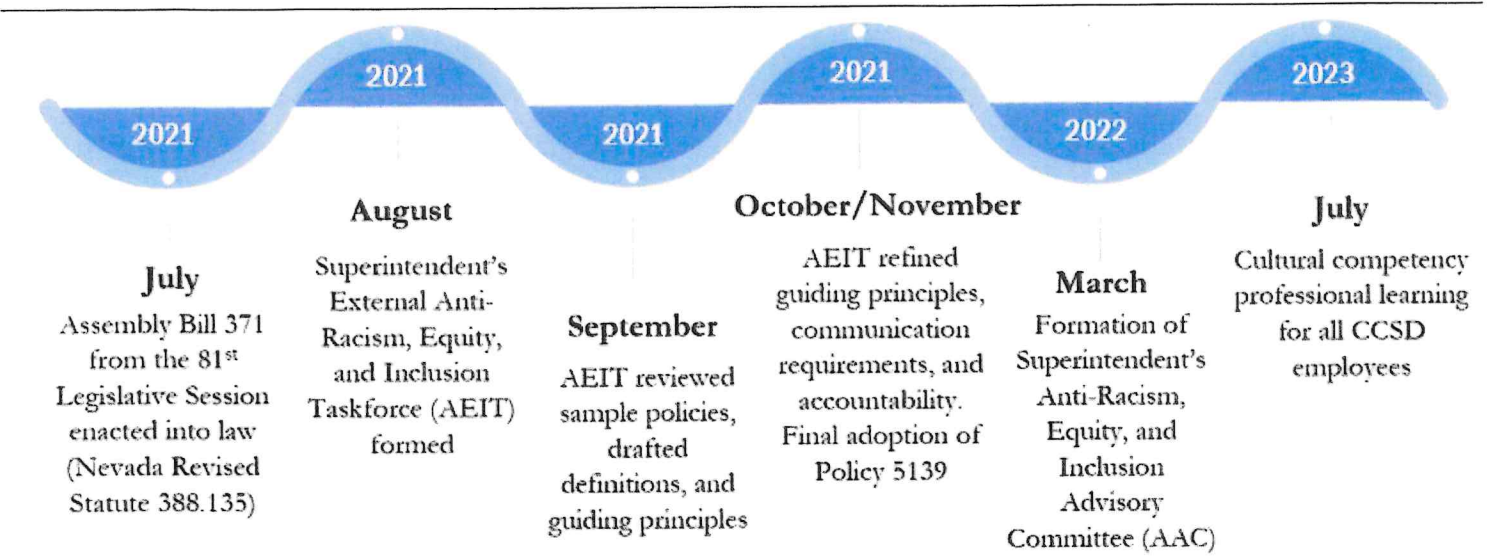 2021
July
Assembly Bill 371
from the 81st
Legislative Session
enacted into law
(Nevada Revised
Statute 388.135)
2021
August
Superintendent's
External Anti-
Racism, Equity,
and Inclusion
Taskforce (AEIT)
formed
2021
September
AEIT reviewed
sample policies,
drafted
definitions, and
guiding principles
2021
October/November
AEIT refined
guiding principles,
communication
requirements, and
accountability.
Final adoption of
Policy 5139
2022
March
Formation of
Superintendent's
Anti-Racism,
Equity, and
Inclusion
Advisory
Committee (AAC)
2023
July
Cultural competency
professional learning
for all CCSD
employees